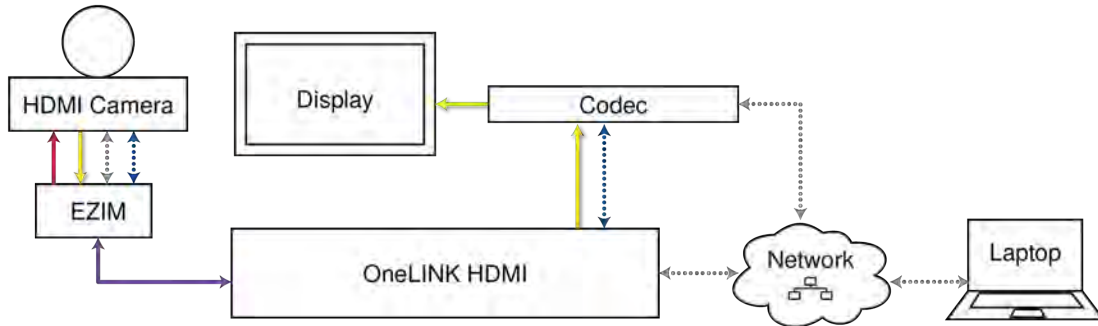 HDMI Camera
Display
Codec
EZIM
OneLINK HDMI
Network
Laptop